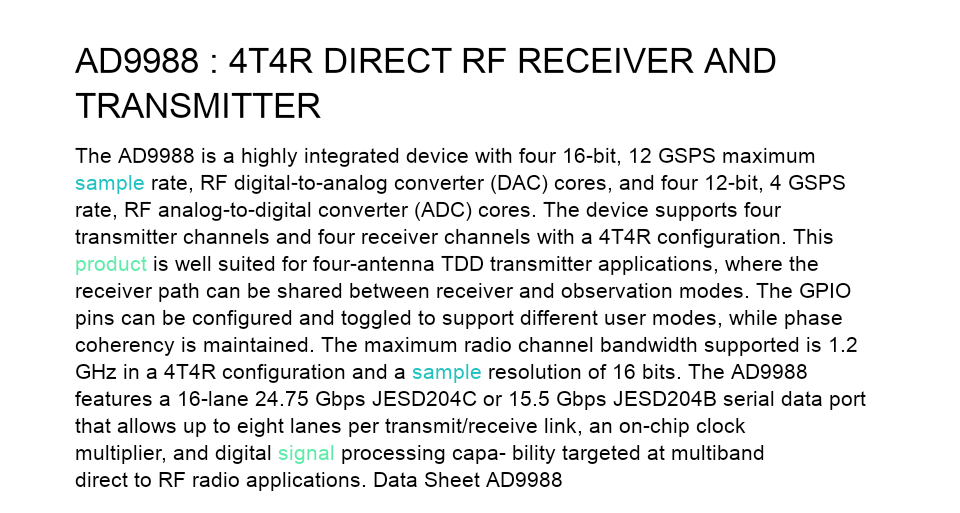 AD9988 : 4T4R DIRECT RF RECEIVER AND
TRANSMITTER
The AD9988 is a highly integrated device with four 16-bit, 12 GSPS maximum
sample rate, RF digital-to-analog converter (DAC) cores, and four 12-bit, 4 GSPS
rate, RF analog-to-digital converter (ADC) cores. The device supports four
transmitter channels and four receiver channels with a 4T4R configuration. This
product is well suited for four-antenna TDD transmitter applications, where the
receiver path can be shared between receiver and observation modes. The GPIO
pins can be configured and toggled to support different user modes, while phase
coherency is maintained. The maximum radio channel bandwidth supported is 1.2
GHz in a 4T4R configuration and a sample resolution of 16 bits. The AD9988
features a 16-lane 24.75 Gbps JESD204C or 15.5 Gbps JESD204B serial data port
that allows up to eight lanes per transmit/receive link, an on-chip clock
multiplier, and digital signal processing capa- bility targeted at multiband
direct to RF radio applications. Data Sheet AD9988